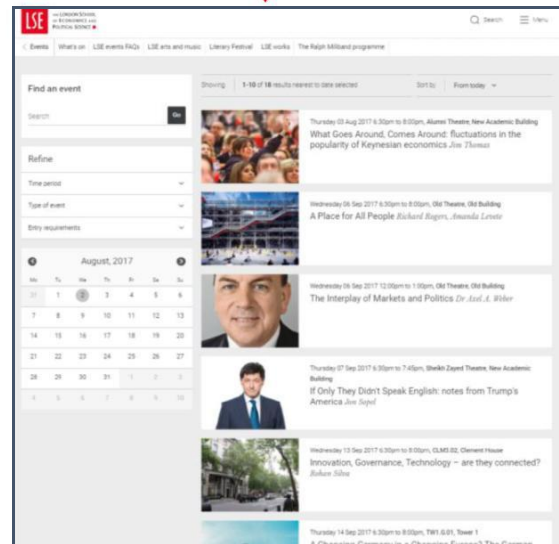 LSE THE LONDON SCHOOL
OF ECONOMICS AND
POLITICAL SCIENCE
Search Menu
Events What's on LSE events FAQs LSE arts and music Literary Festival LSE works The Ralph Miliband programme
Find an event
Search Go
Refine
Time period
Type of event
Entry requirements
August, 2017
Mo Tu We Th Fr Sa Su
31 1 2 3 4 5 6
7 8 9 10 11 12 13
14 15 16 17 18 19 20
21 22 23 24 25 26 27
28 29 30 31 1 2 3
4 5 6 7 8 9 10
Showing 1-10 of 18 results nearest to date selected Sort by From today
Thursday 03 Aug 2017 6:30pm to 8:00pm, Alumni Theatre, New Academic Building
What Goes Around, Comes Around: fluctuations in the
popularity of Keynesian economics Jim Thomas
Wednesday 06 Sep 2017 6:30pm to 8:00pm, Old Theatre, Old Building
A Place for All People Richard Rogers, Amanda Levete
Wednesday 06 Sep 2017 12:00pm to 1:00pm, Old Theatre, Old Building
The Interplay of Markets and Politics Dr Axel A. Weber
Thursday 07 Sep 2017 6:30pm to 7:45pm, Sheikh Zayed Theatre, New Academic
Building
If Only They Didn't Speak English: notes from Trump's
America Jon Sopel
Wednesday 13 Sep 2017 6:30pm to 8:00pm, CLM5.02, Clement House
Innovation, Governance, Technology – are they connected?
Rohan Silva
Thursday 14 Sep 2017 6:30pm to 8:00pm, TW1.G.01, Tower 1
A Changing Germany in a Changing Europe? The German